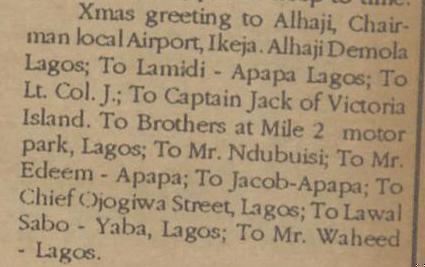 Xmas greeting to Alhaji, Chair-
man local Airport, Ikeja. Alhaji Demola
Lagos; To Lamidi - Apapa Lagos; To
Lt. Col. J.; To Captain Jack of Victoria
Island. To Brothers at Mile 2 motor
park, Lagos; To Mr. Ndubuisi; To Mr.
Edeem - Apapa; To Jacob-Apapa; To
Chief Ojogiwa Street, Lagos; To Lawal
Sabo - Yaba, Lagos; To Mr. Waheed
- Lagos.